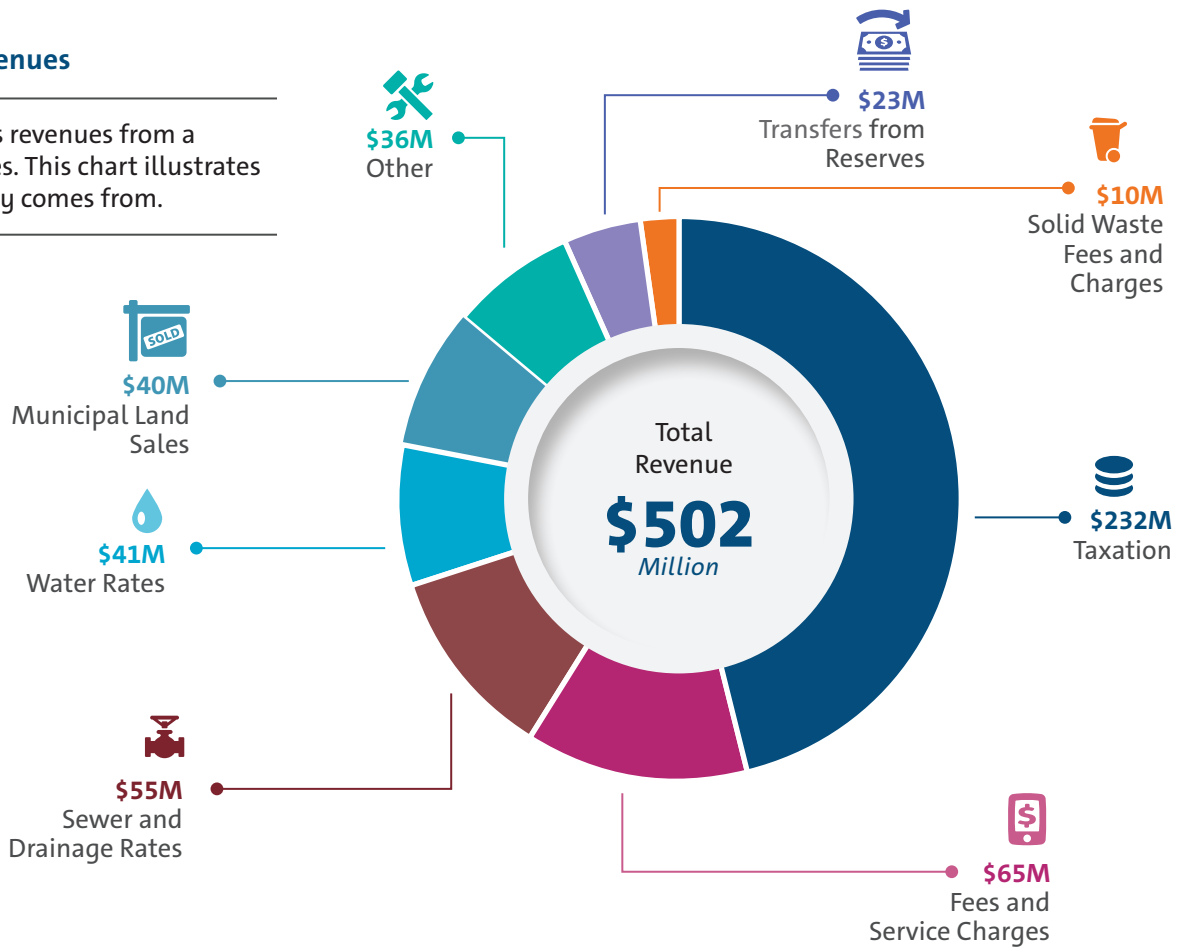 enues
s revenues from a
es. This chart illustrates
y comes from.
$36M
Other
$23M
Transfers from
Reserves
$10M
Solid Waste
Fees and
Charges
SOLD
$40M
Municipal Land
Sales
Total
Revenue
$502
Million
$232M
Taxation
$41M
Water Rates
$55M
Sewer and
Drainage Rates
$65M
Fees and
Service Charges